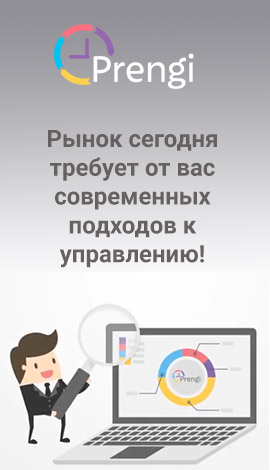 Prengi
Рынок сегодня
требует от вас
современных
подходов к
управлению!
Prengi